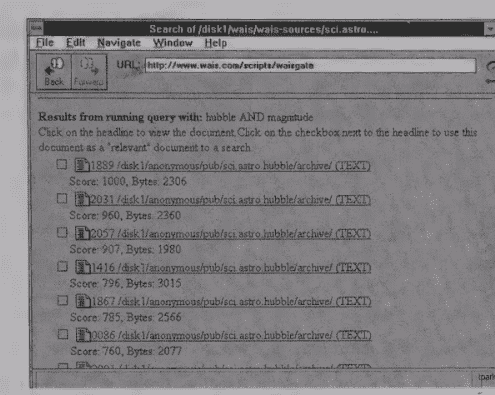 Search of /disk1/wais/wais-sources/sci.astro....
File Edit Navigate Window Help
Back Forward URL: http://www.wais.com/scripts/waisgate
Results from running query with: hubble AND magnitude
Click on the headline to view the document,Click on the checkbox next to the headline to use this
document as a "relevant" document to a search.
1889 /disk1/anonymous/pub/sci.astro.hubble/archive/ (TEXT)
Score: 1000, Bytes: 2306
2031 /disk1/anonymous/pub/sci.astro.hubble/archive/ (TEXT)
Score: 960, Bytes: 2360
2057 /disk1/anonymous/pub/sci.astro.hubble/archive/ (TEXT)
Score: 907, Bytes: 1980
1416 /disk1/anonymous/pub/sci.astro.hubble/archive/ (TEXT)
Score: 796, Bytes: 3015
1867 /disk1/anonymous/pub/sci.astro.hubble/archive/ (TEXT)
Score: 785, Bytes: 2566
0086 /disk1/anonymous/pub/sci.astro.hubble/archive/ (TEXT)
Score: 760, Bytes: 2077